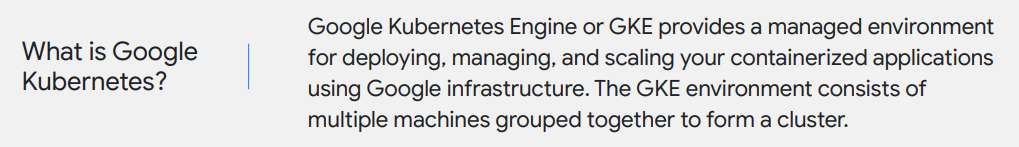 What is Google
Kubernetes?
Google Kubernetes Engine or GKE provides a managed environment
for deploying, managing, and scaling your containerized applications
using Google infrastructure. The GKE environment consists of
multiple machines grouped together to form a cluster.